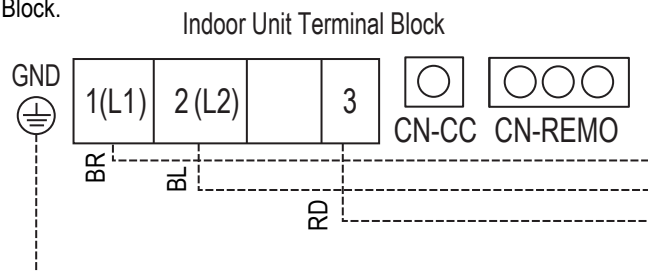 Block.
Indoor Unit Terminal Block
GND
1(L1) 2 (L2) 3
CN-CC CN-REMO
BR
BL
RD